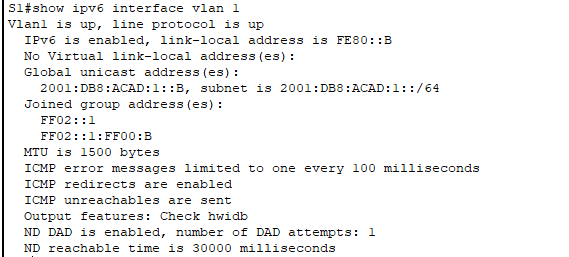 S1#show ipv6 interface vlan 1
Vlan1 is up, line protocol is up
IPv6 is enabled, link-local address is FE80::B
No Virtual link-local address(es):
Global unicast address(es):
2001:DB8:ACAD:1::B, subnet is 2001:DB8:ACAD:1::/64
Joined group address(es):
FF02::1
FF02::1:FF00:B
MTU is 1500 bytes
ICMP error messages limited to one every 100 milliseconds
ICMP redirects are enabled
ICMP unreachables are sent
Output features: Check hwidb
ND DAD is enabled, number of DAD attempts: 1
ND reachable time is 30000 milliseconds